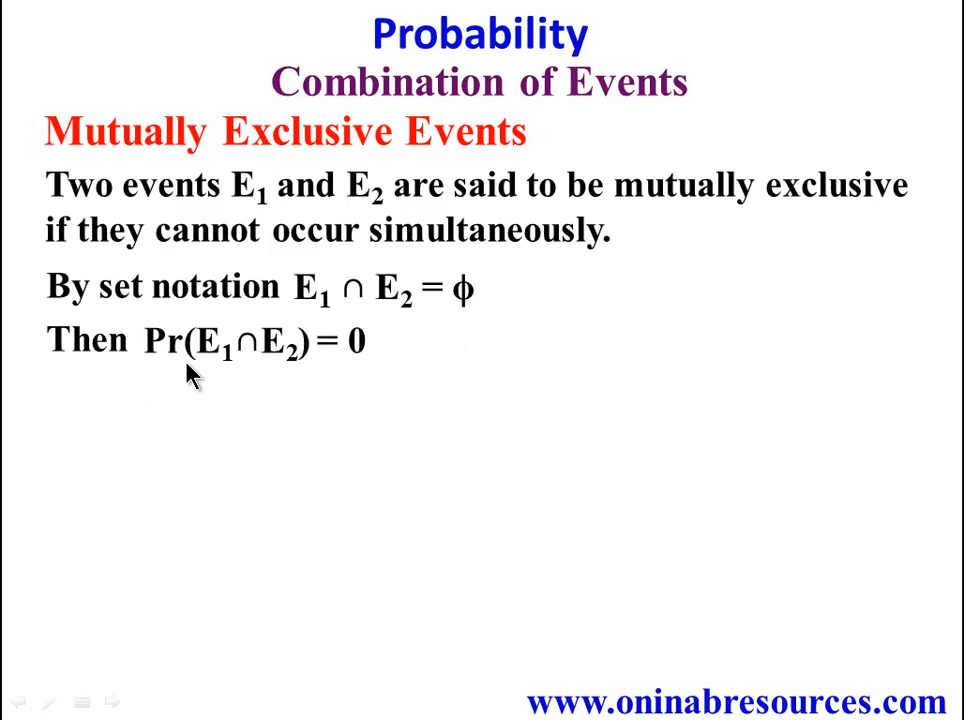 Probability
Combination of Events
Mutually Exclusive Events
Two events E₁ and E₂ are said to be mutually exclusive
if they cannot occur simultaneously.
By set notation E₁ ∩ E₂ = ϕ
Then Pr(E₁∩E₂) = 0
www.oninabresources.com